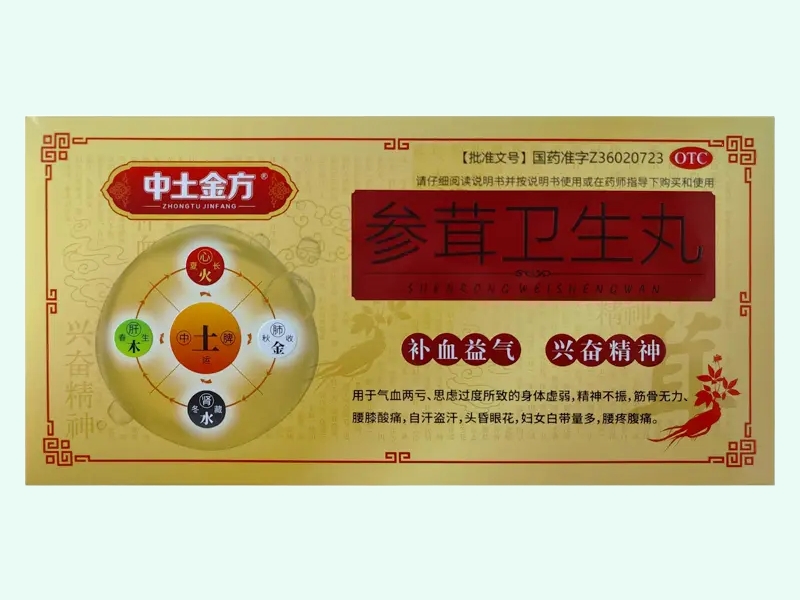 中土金方®
ZHONGTU JINFANG
【批准文号】国药准字Z36020723 OTC
请仔细阅读说明书并按说明书使用或在药师指导下购买和使用
参茸卫生丸
SHENRONG WEISHENGWAN
补血益气 兴奋精神
用于气血两亏、思虑过度所致的身体虚弱,精神不振,筋骨无力、
腰膝酸痛,自汗盗汗,头昏眼花,妇女白带量多,腰疼腹痛。
心
夏 长
火
肝
春 生
木
中 土 脾
肺
秋 收
金
肾
冬 藏
水
兴奋精神
精神
茸